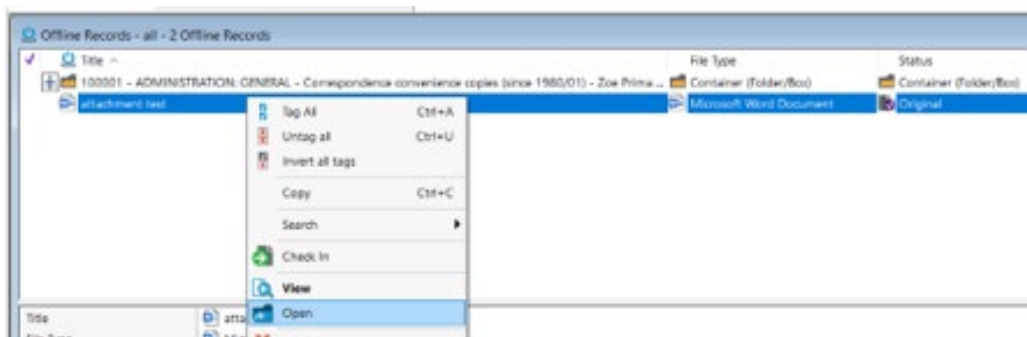 Offline Records - all - 2 Offline Records
Title File Type Status
100001 - ADMINISTRATION: GENERAL - Correspondence convenience copies (since 1980/01) - Zoe Prima ... Container (Folder/Box) Container (Folder/Box)
attachment test Microsoft Word Document Original
Tag All Ctrl+A
Untag all Ctrl+U
Invert all tags
Copy Ctrl+C
Search
Check In
View
Open
Title atta